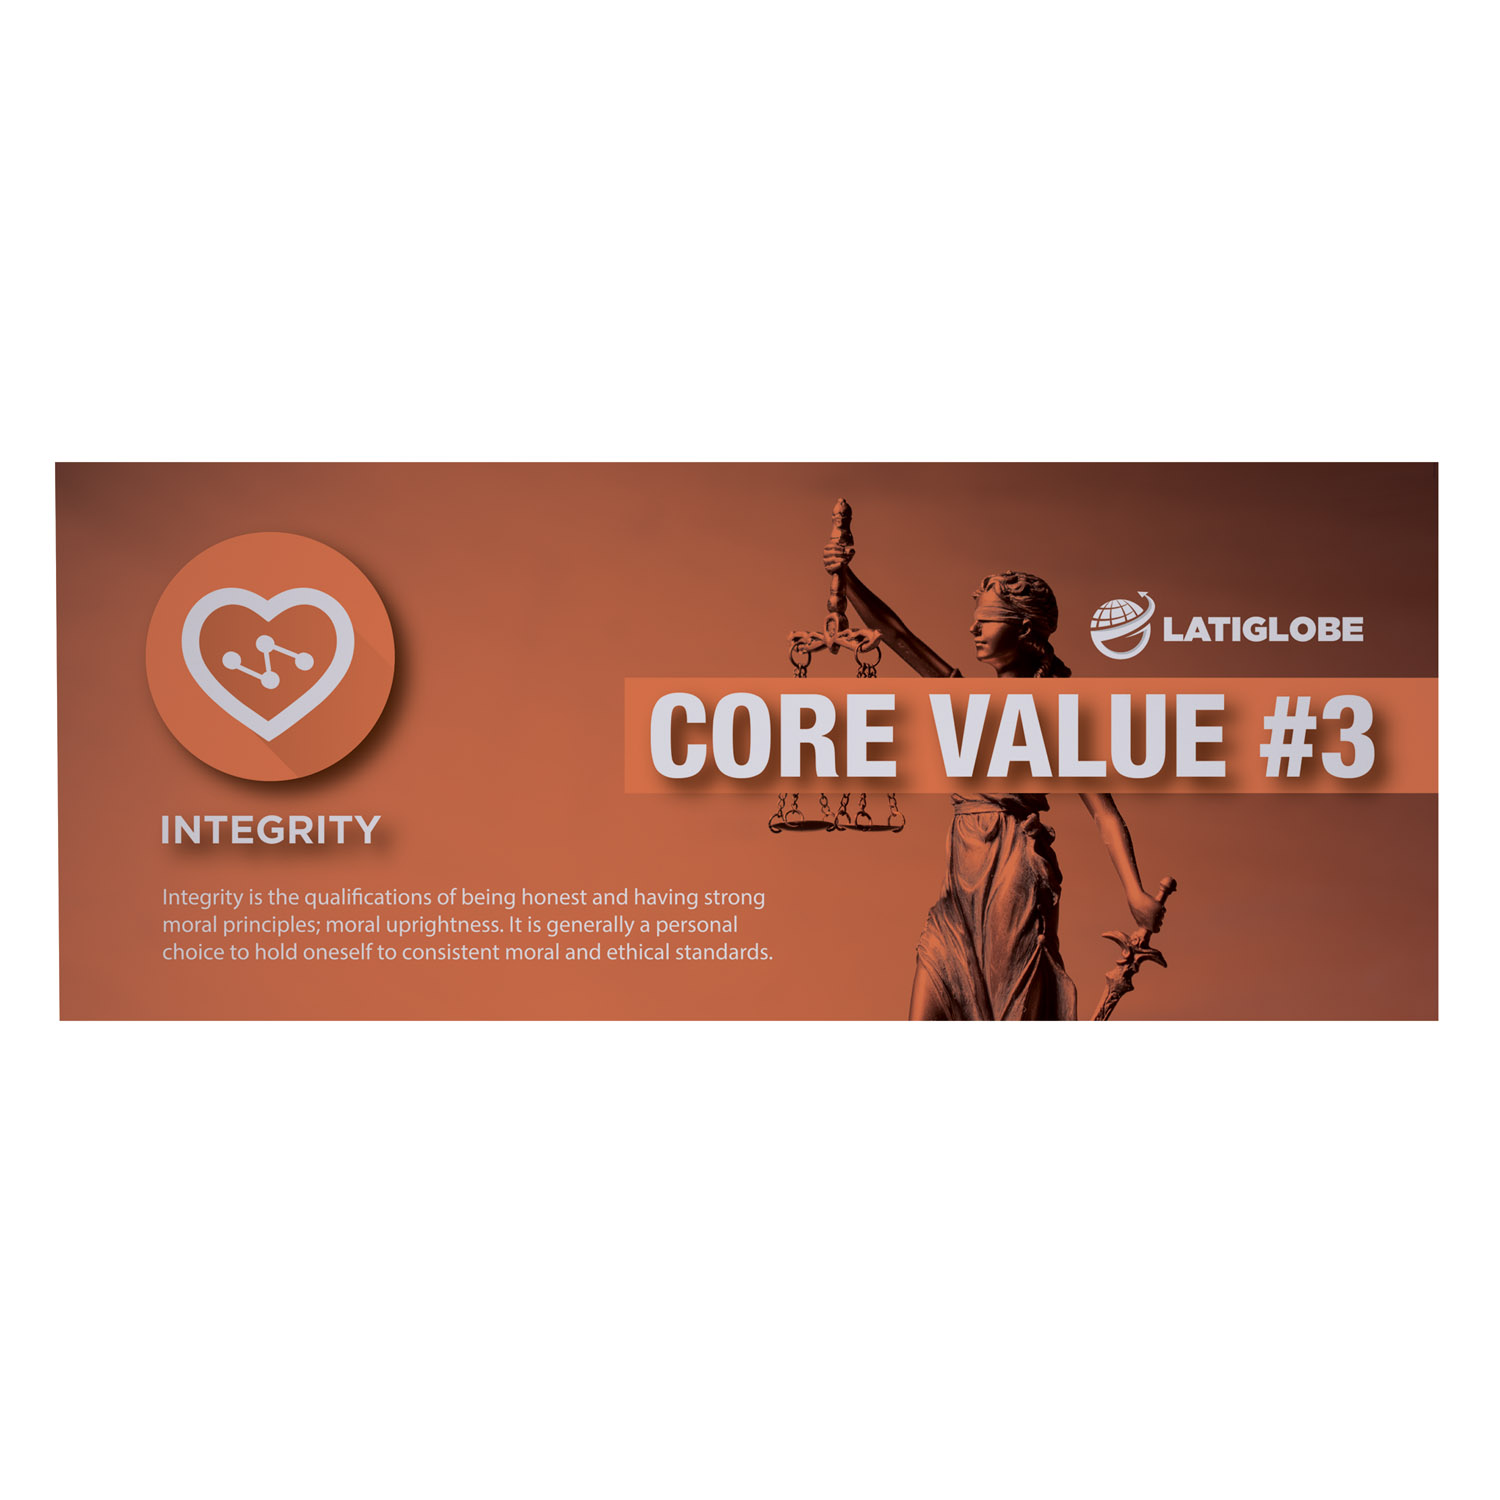 LATIGLOBE
CORE VALUE #3
INTEGRITY
Integrity is the qualifications of being honest and having strong
moral principles; moral uprightness. It is generally a personal
choice to hold oneself to consistent moral and ethical standards.